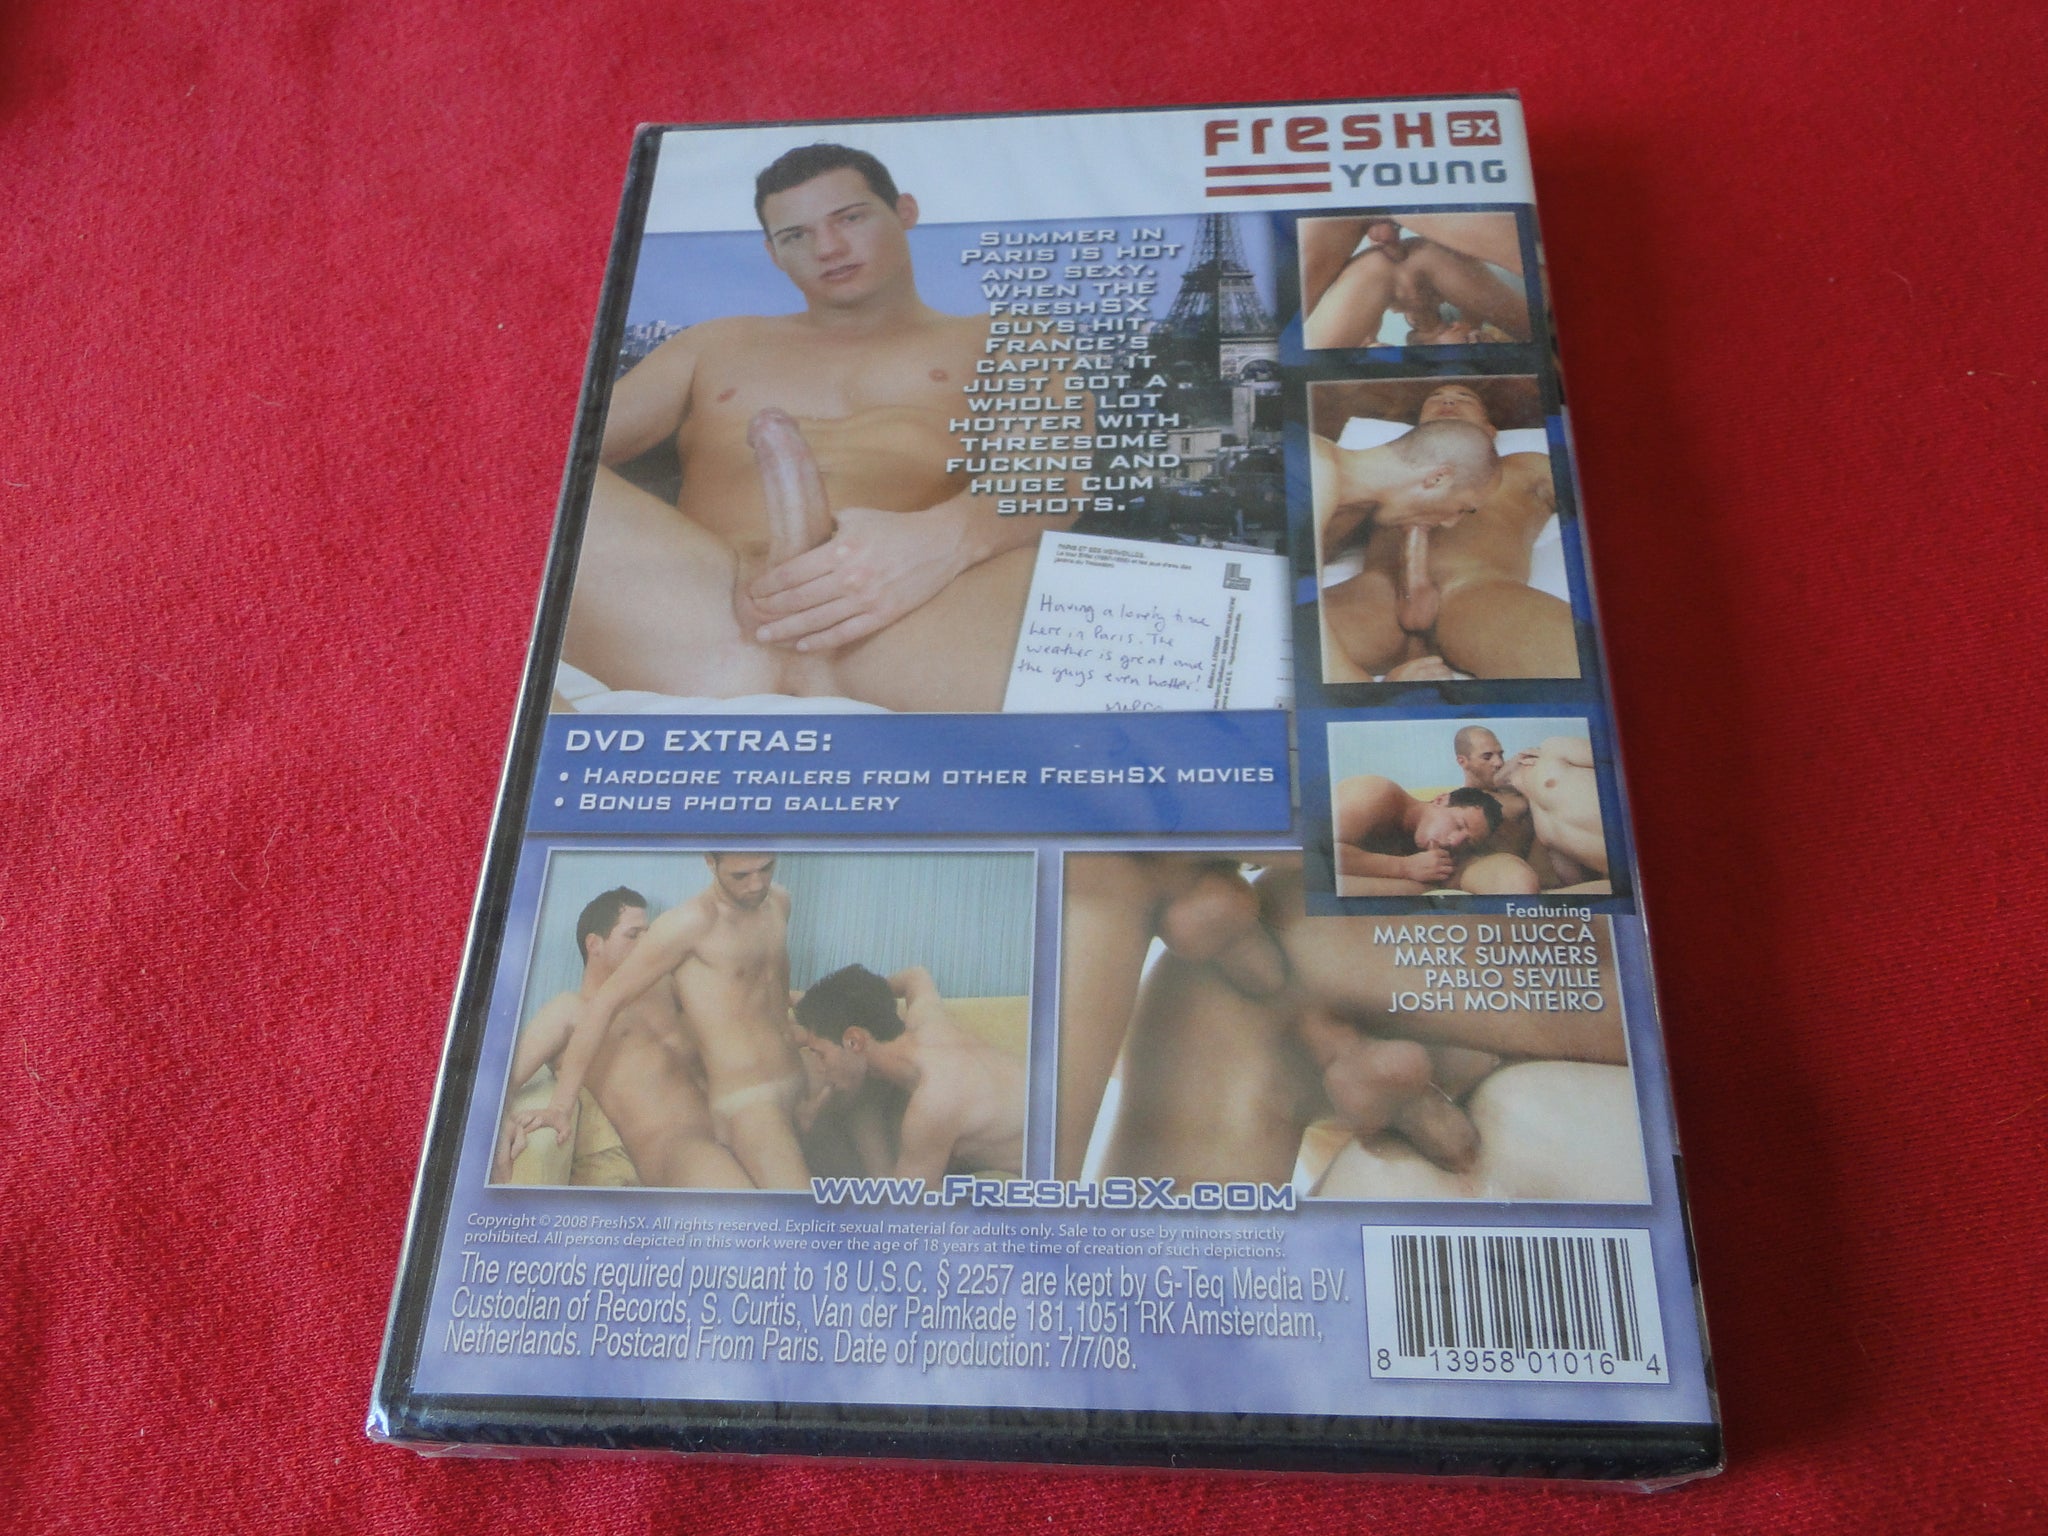 FRESH SX
YOUNG
SUMMER IN
PARIS IS HOT
AND SEXY.
WHEN THE
FRESHSX
GUYS HIT
FRANCE'S
CAPITAL IT
JUST GOT A
WHOLE LOT
HOTTER WITH
THREESOME
FUCKING AND
HUGE CUM
SHOTS.
PARIS ET SES MERVEILLES
Having a lovely time
here in Paris. The
weather is great and
the guys even hotter!
Marco
DVD EXTRAS:
• HARDCORE TRAILERS FROM OTHER FRESHSX MOVIES
• BONUS PHOTO GALLERY
Featuring
MARCO DI LUCCA
MARK SUMMERS
PABLO SEVILLE
JOSH MONTEIRO
WWW.FRESHSX.COM
Copyright © 2008 FreshSX. All rights reserved. Explicit sexual material for adults only. Sale to or use by minors strictly
prohibited. All persons depicted in this work were over the age of 18 years at the time of creation of such depictions.
The records required pursuant to 18 U.S.C. § 2257 are kept by G-Teq Media BV.
Custodian of Records, S. Curtis, Van der Palmkade 181,1051 RK Amsterdam,
Netherlands. Postcard From Paris. Date of production: 7/7/08.
8 13958 01016 4